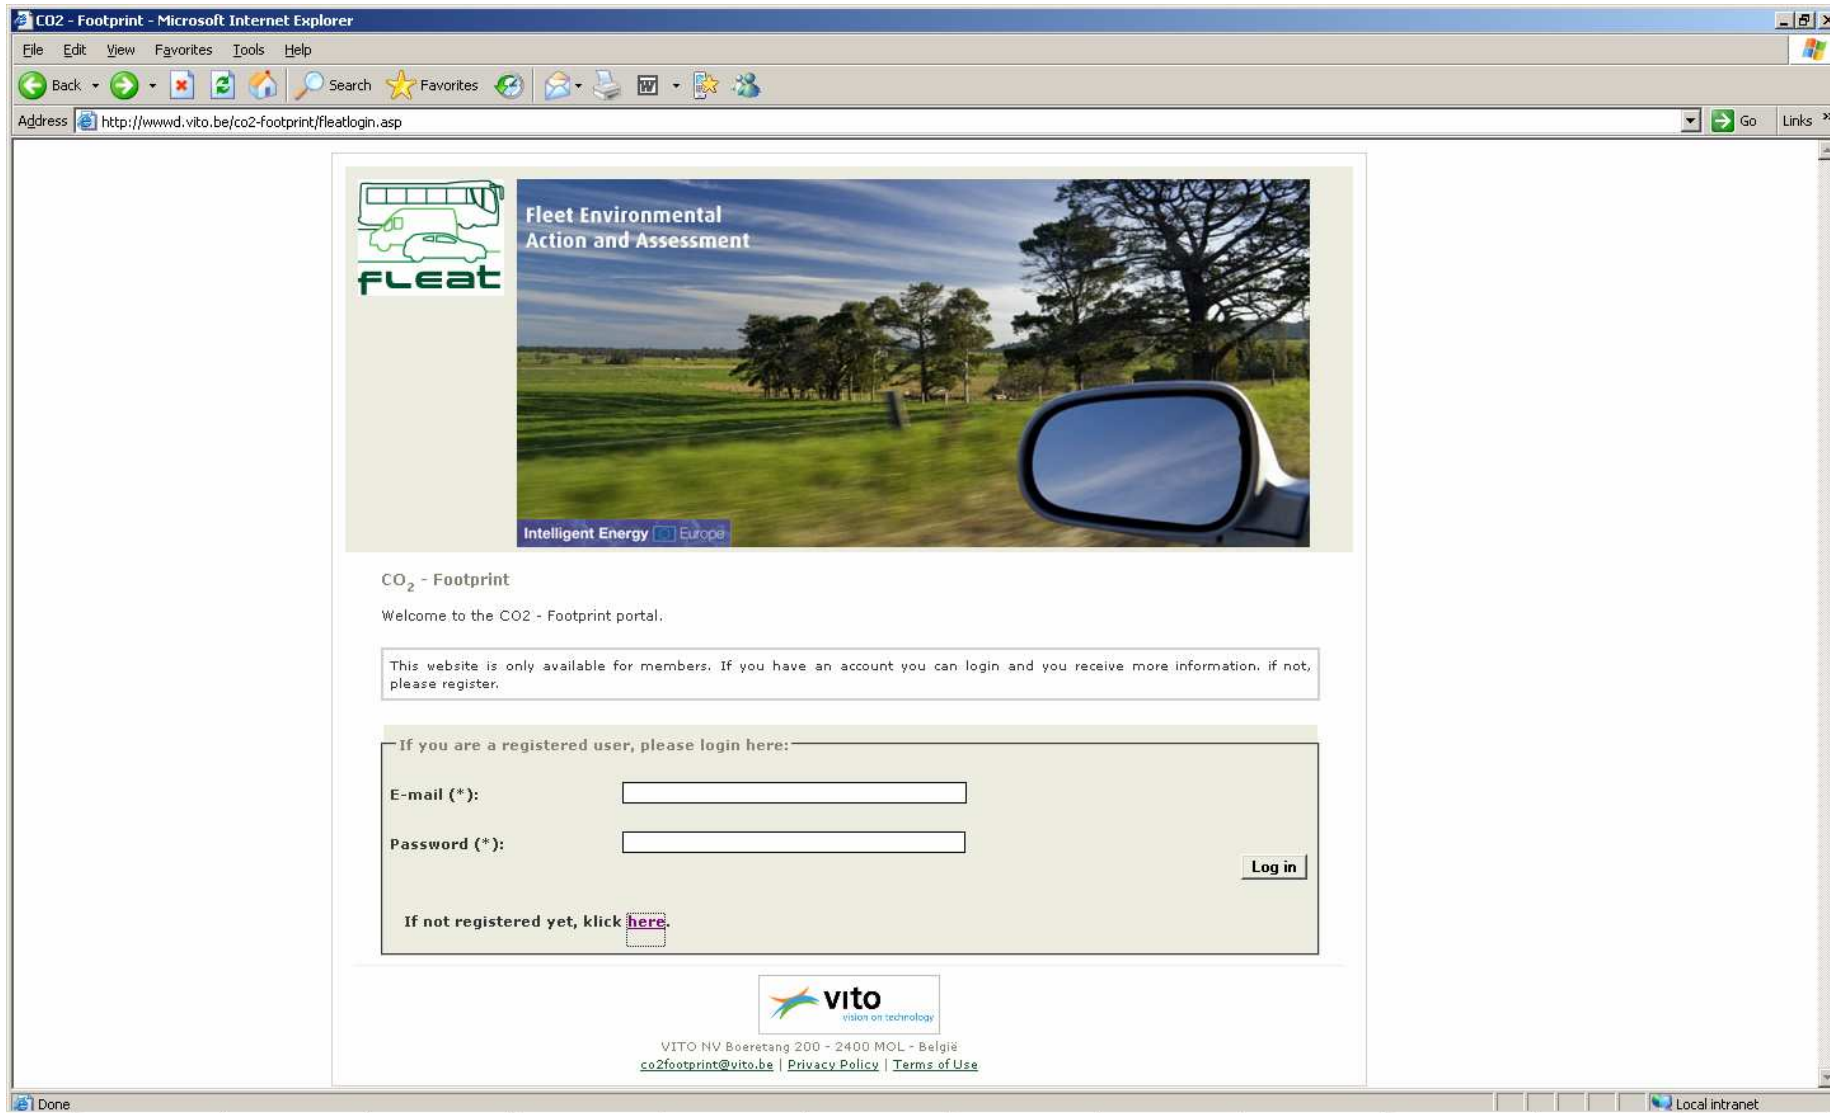 CO2 - Footprint - Microsoft Internet Explorer
File Edit View Favorites Tools Help
Back Search Favorites
Address http://wwwd.vito.be/co2-footprint/fleatlogin.asp Go Links »
fleat
Fleet Environmental
Action and Assessment
Intelligent Energy Europe
CO2 - Footprint
Welcome to the CO2 - Footprint portal.
This website is only available for members. If you have an account you can login and you receive more information. if not,
please register.
If you are a registered user, please login here:
E-mail (*):
Password (*):
Log in
If not registered yet, klick here.
vito
vision on technology
VITO NV Boeretang 200 - 2400 MOL - België
co2footprint@vito.be | Privacy Policy | Terms of Use
Done Local intranet